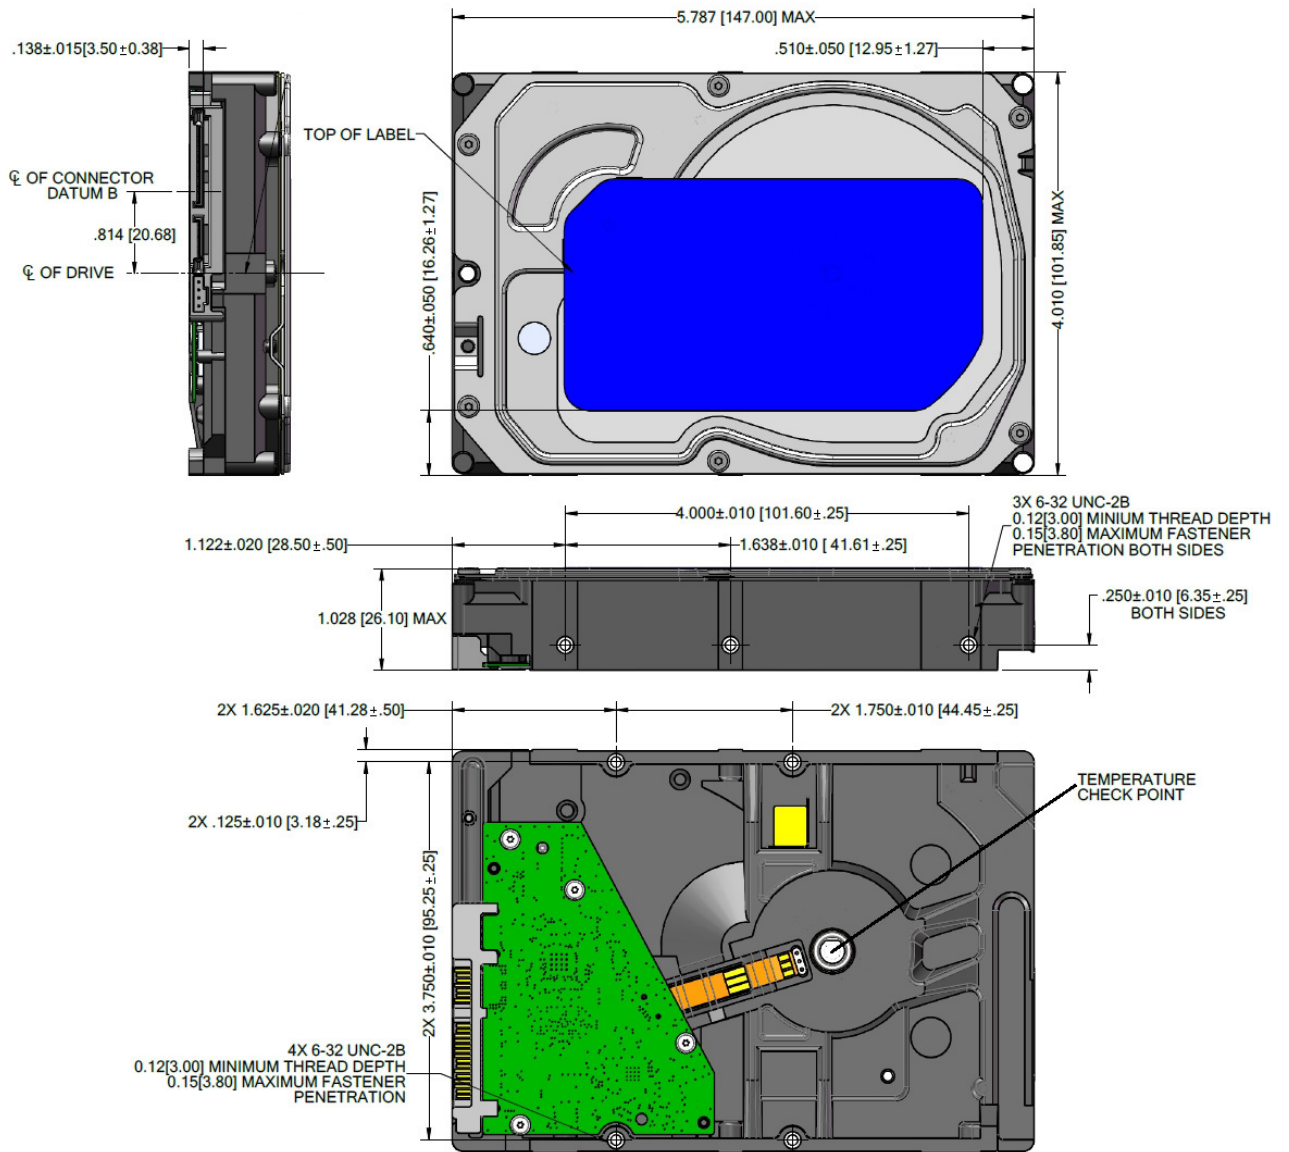 5.787 [147.00] MAX
.138±.015[3.50±0.38]
.510±.050 [12.95±1.27]
TOP OF LABEL
℄ OF CONNECTOR
DATUM B
.814 [20.68]
℄ OF DRIVE
.640±.050 [16.26±1.27]
4.010 [101.85] MAX
4.000±.010 [101.60±.25]
3X 6-32 UNC-2B
0.12[3.00] MINIUM THREAD DEPTH
0.15[3.80] MAXIMUM FASTENER
PENETRATION BOTH SIDES
1.122±.020 [28.50±.50]
1.638±.010 [ 41.61±.25]
1.028 [26.10] MAX
.250±.010 [6.35±.25]
BOTH SIDES
2X 1.625±.020 [41.28±.50]
2X 1.750±.010 [44.45±.25]
TEMPERATURE
CHECK POINT
2X .125±.010 [3.18±.25]
2X 3.750±.010 [95.25±.25]
4X 6-32 UNC-2B
0.12[3.00] MINIMUM THREAD DEPTH
0.15[3.80] MAXIMUM FASTENER
PENETRATION